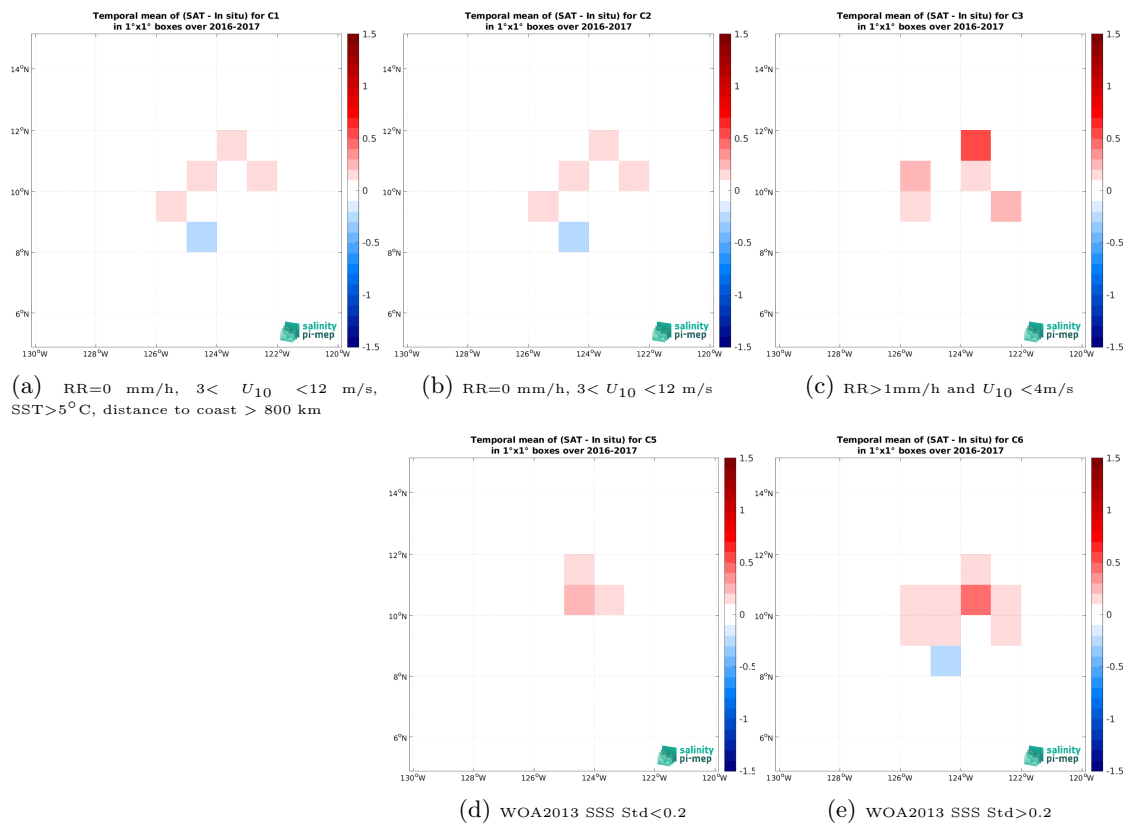 Temporal mean of (SAT - In situ) for C1
in 1°x1° boxes over 2016-2017
14°N
12°N
10°N
8°N
6°N
130°W 128°W 126°W 124°W 122°W 120°W
1.5
1
0.5
0
-0.5
-1
-1.5
salinity
pi-mep
(a) RR=0 mm/h, 3< U10 <12 m/s,
SST>5°C, distance to coast > 800 km
Temporal mean of (SAT - In situ) for C2
in 1°x1° boxes over 2016-2017
14°N
12°N
10°N
8°N
6°N
130°W 128°W 126°W 124°W 122°W 120°W
1.5
1
0.5
0
-0.5
-1
-1.5
salinity
pi-mep
(b) RR=0 mm/h, 3< U10 <12 m/s
Temporal mean of (SAT - In situ) for C3
in 1°x1° boxes over 2016-2017
14°N
12°N
10°N
8°N
6°N
130°W 128°W 126°W 124°W 122°W 120°W
1.5
1
0.5
0
-0.5
-1
-1.5
salinity
pi-mep
(c) RR>1mm/h and U10 <4m/s
Temporal mean of (SAT - In situ) for C5
in 1°x1° boxes over 2016-2017
14°N
12°N
10°N
8°N
6°N
130°W 128°W 126°W 124°W 122°W 120°W
1.5
1
0.5
0
-0.5
-1
-1.5
salinity
pi-mep
(d) WOA2013 SSS Std<0.2
Temporal mean of (SAT - In situ) for C6
in 1°x1° boxes over 2016-2017
14°N
12°N
10°N
8°N
6°N
130°W 128°W 126°W 124°W 122°W 120°W
1.5
1
0.5
0
-0.5
-1
-1.5
salinity
pi-mep
(e) WOA2013 SSS Std>0.2